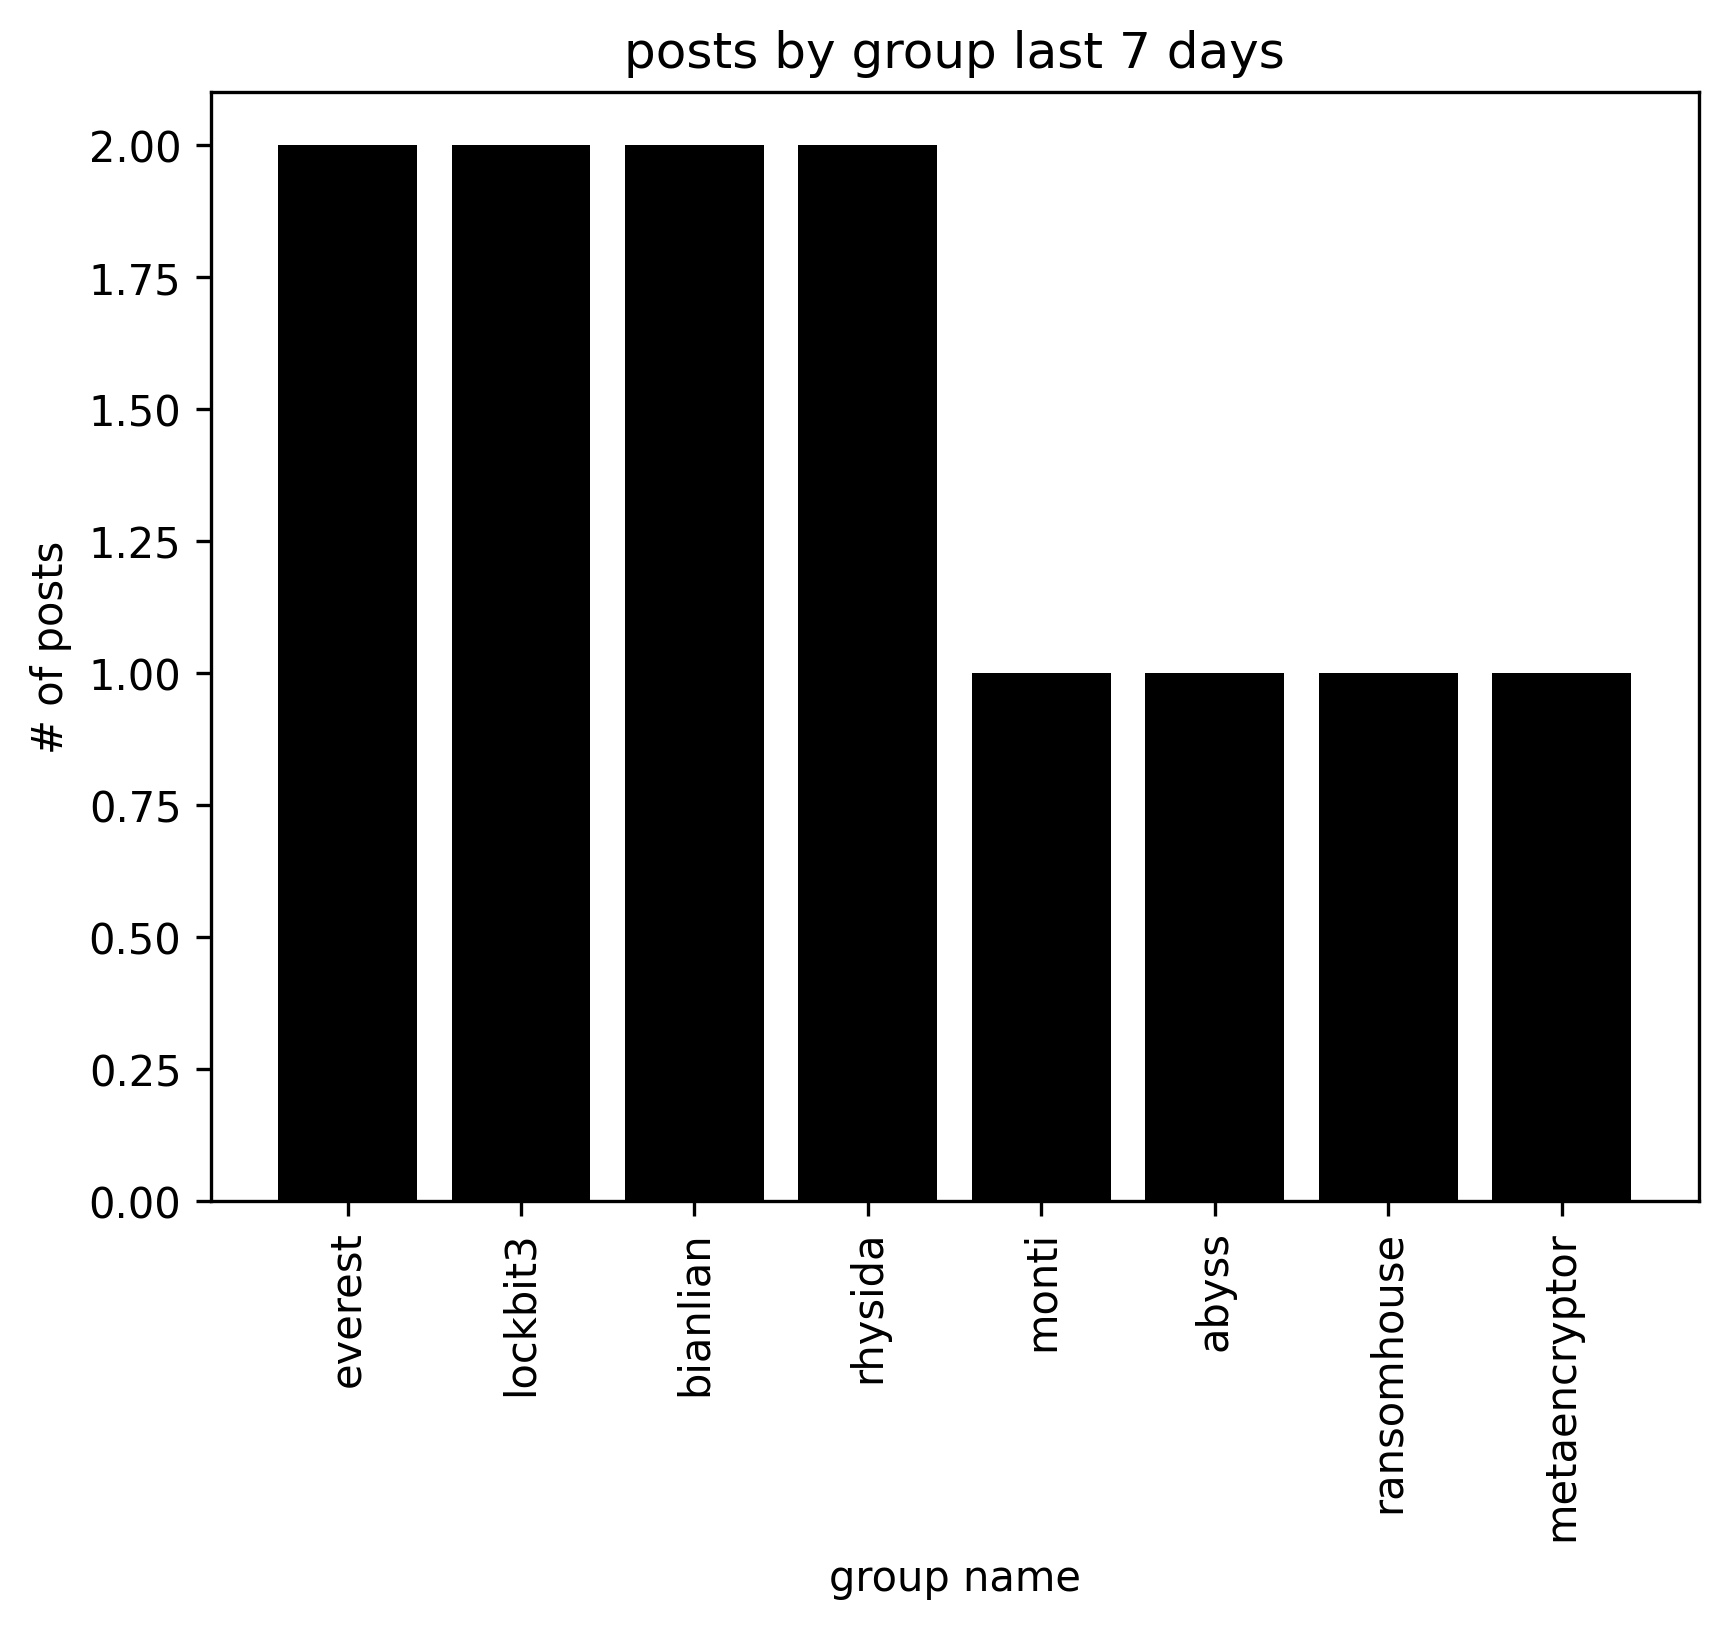 posts by group last 7 days
2.00
1.75
1.50
1.25
1.00
0.75
0.50
0.25
0.00
# of posts
everest
lockbit3
bianlian
rhysida
monti
abyss
ransomhouse
metaencryptor
group name